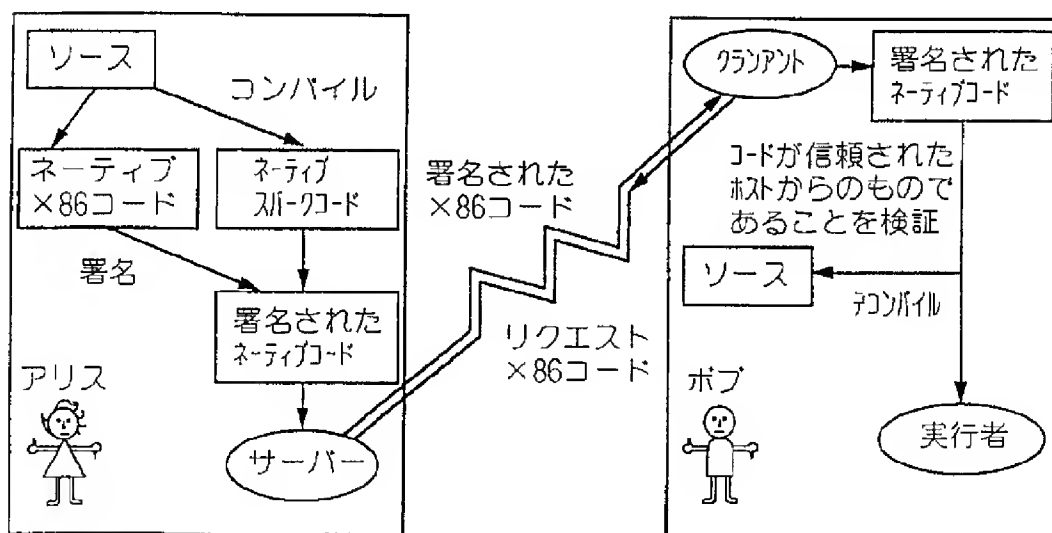 ソース
コンパイル
ネーティブ
×86コード
ネーティブ
スパークコード
署名
署名された
ネーティブコード
アリス
サーバー
署名された
×86コード
リクエスト
×86コード
クランアント
署名された
ネーティブコード
コードが信頼された
ホストからのもので
あることを検証
ソース
デコンパイル
ボブ
実行者